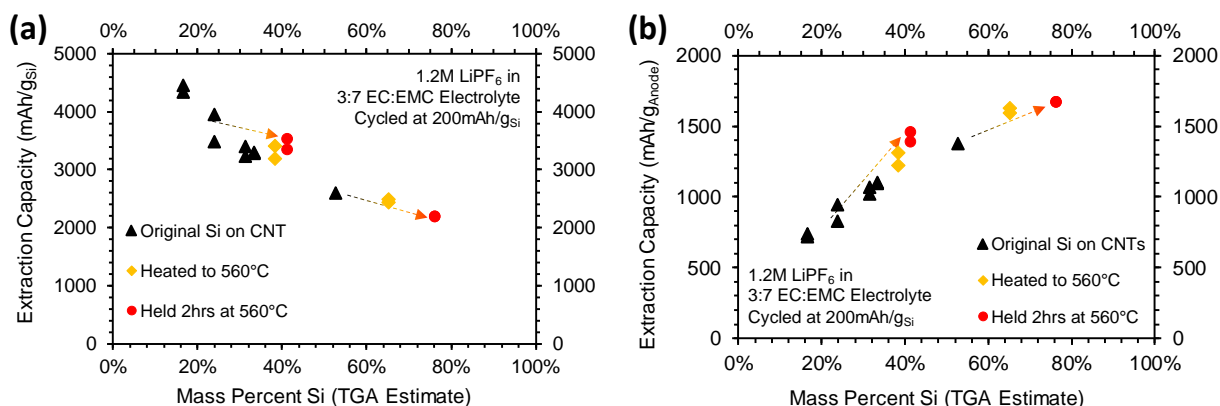 (a)
0% 20% 40% 60% 80% 100%
5000 5000
4000 4000
3000 3000
2000 2000
1000 1000
0 0
0% 20% 40% 60% 80% 100%
Extraction Capacity (mAh/gSi)
Mass Percent Si (TGA Estimate)
1.2M LiPF6 in
3:7 EC:EMC Electrolyte
Cycled at 200mAh/gSi
Original Si on CNT
Heated to 560°C
Held 2hrs at 560°C
(b)
0% 20% 40% 60% 80% 100%
2000 2000
1500 1500
1000 1000
500 500
0 0
0% 20% 40% 60% 80% 100%
Extraction Capacity (mAh/gAnode)
Mass Percent Si (TGA Estimate)
1.2M LiPF6 in
3:7 EC:EMC Electrolyte
Cycled at 200mAh/gSi
Original Si on CNTs
Heated to 560°C
Held 2hrs at 560°C